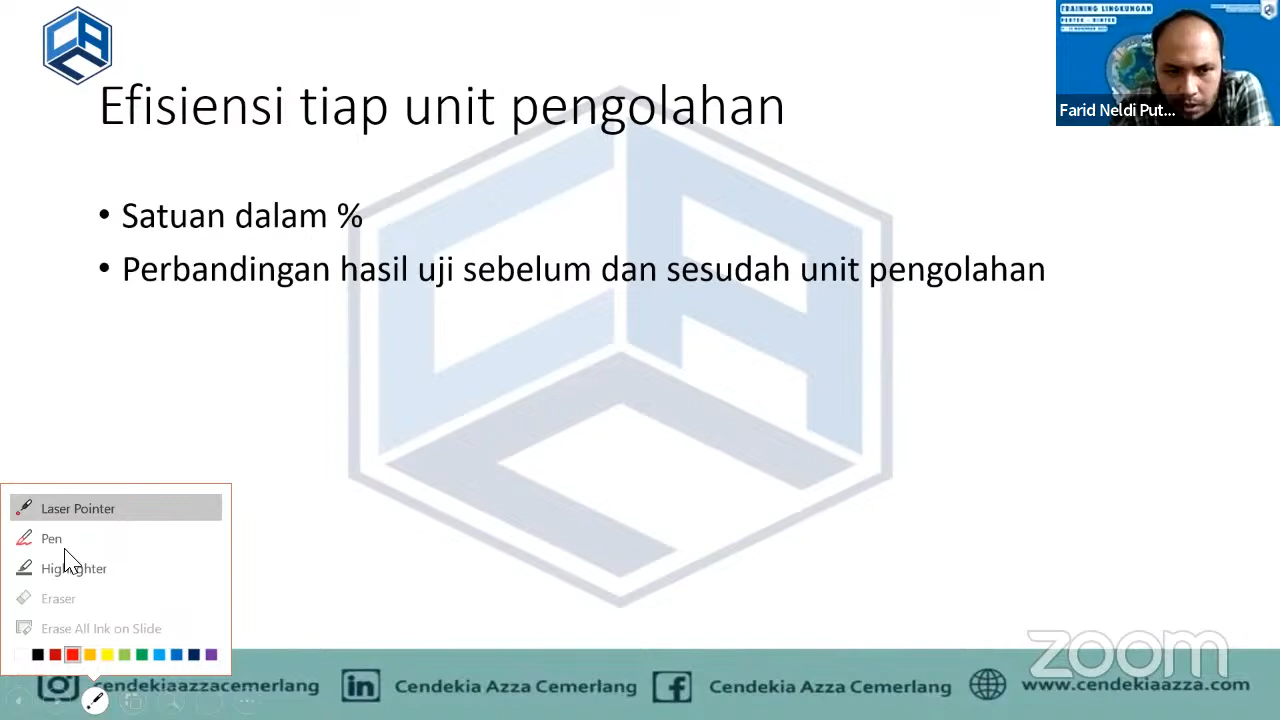 TRAINING LINGKUNGAN
Farid Neldi Put...
Efisiensi tiap unit pengolahan
• Satuan dalam %
• Perbandingan hasil uji sebelum dan sesudah unit pengolahan
Laser Pointer
Pen
Highlighter
Eraser
Erase All Ink on Slide
zoom
cendekiaazzacemerlang
Cendekia Azza Cemerlang
Cendekia Azza Cemerlang
www.cendekiaazza.com